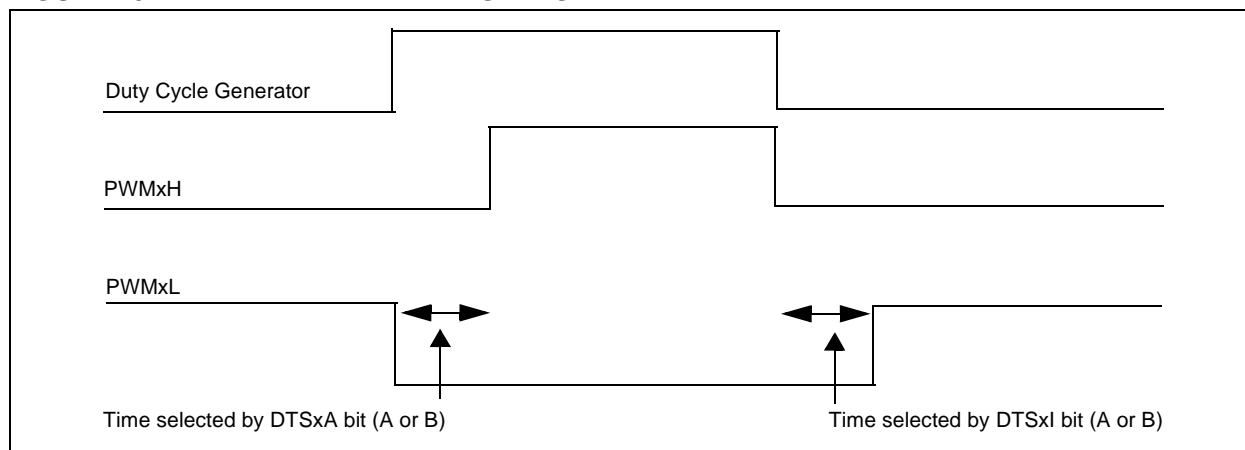 Duty Cycle Generator
PWMxH
PWMxL
Time selected by DTSxA bit (A or B)
Time selected by DTSxI bit (A or B)